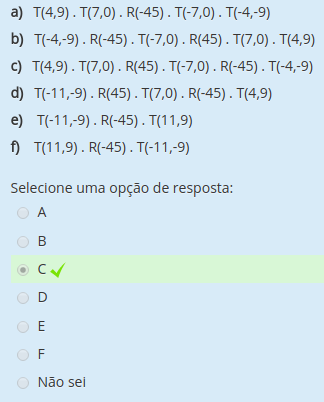 a) T(4,9) . T(7,0) . R(-45) . T(-7,0) . T(-4,-9)
b) T(-4,-9) . R(-45) . T(-7,0) . R(45) . T(7,0) . T(4,9)
c) T(4,9) . T(7,0) . R(45) . T(-7,0) . R(-45) . T(-4,-9)
d) T(-11,-9) . R(45) . T(7,0) . R(-45) . T(4,9)
e) T(-11,-9) . R(-45) . T(11,9)
f) T(11,9) . R(-45) . T(-11,-9)
Selecione uma opção de resposta:
A
B
C
D
E
F
Não sei